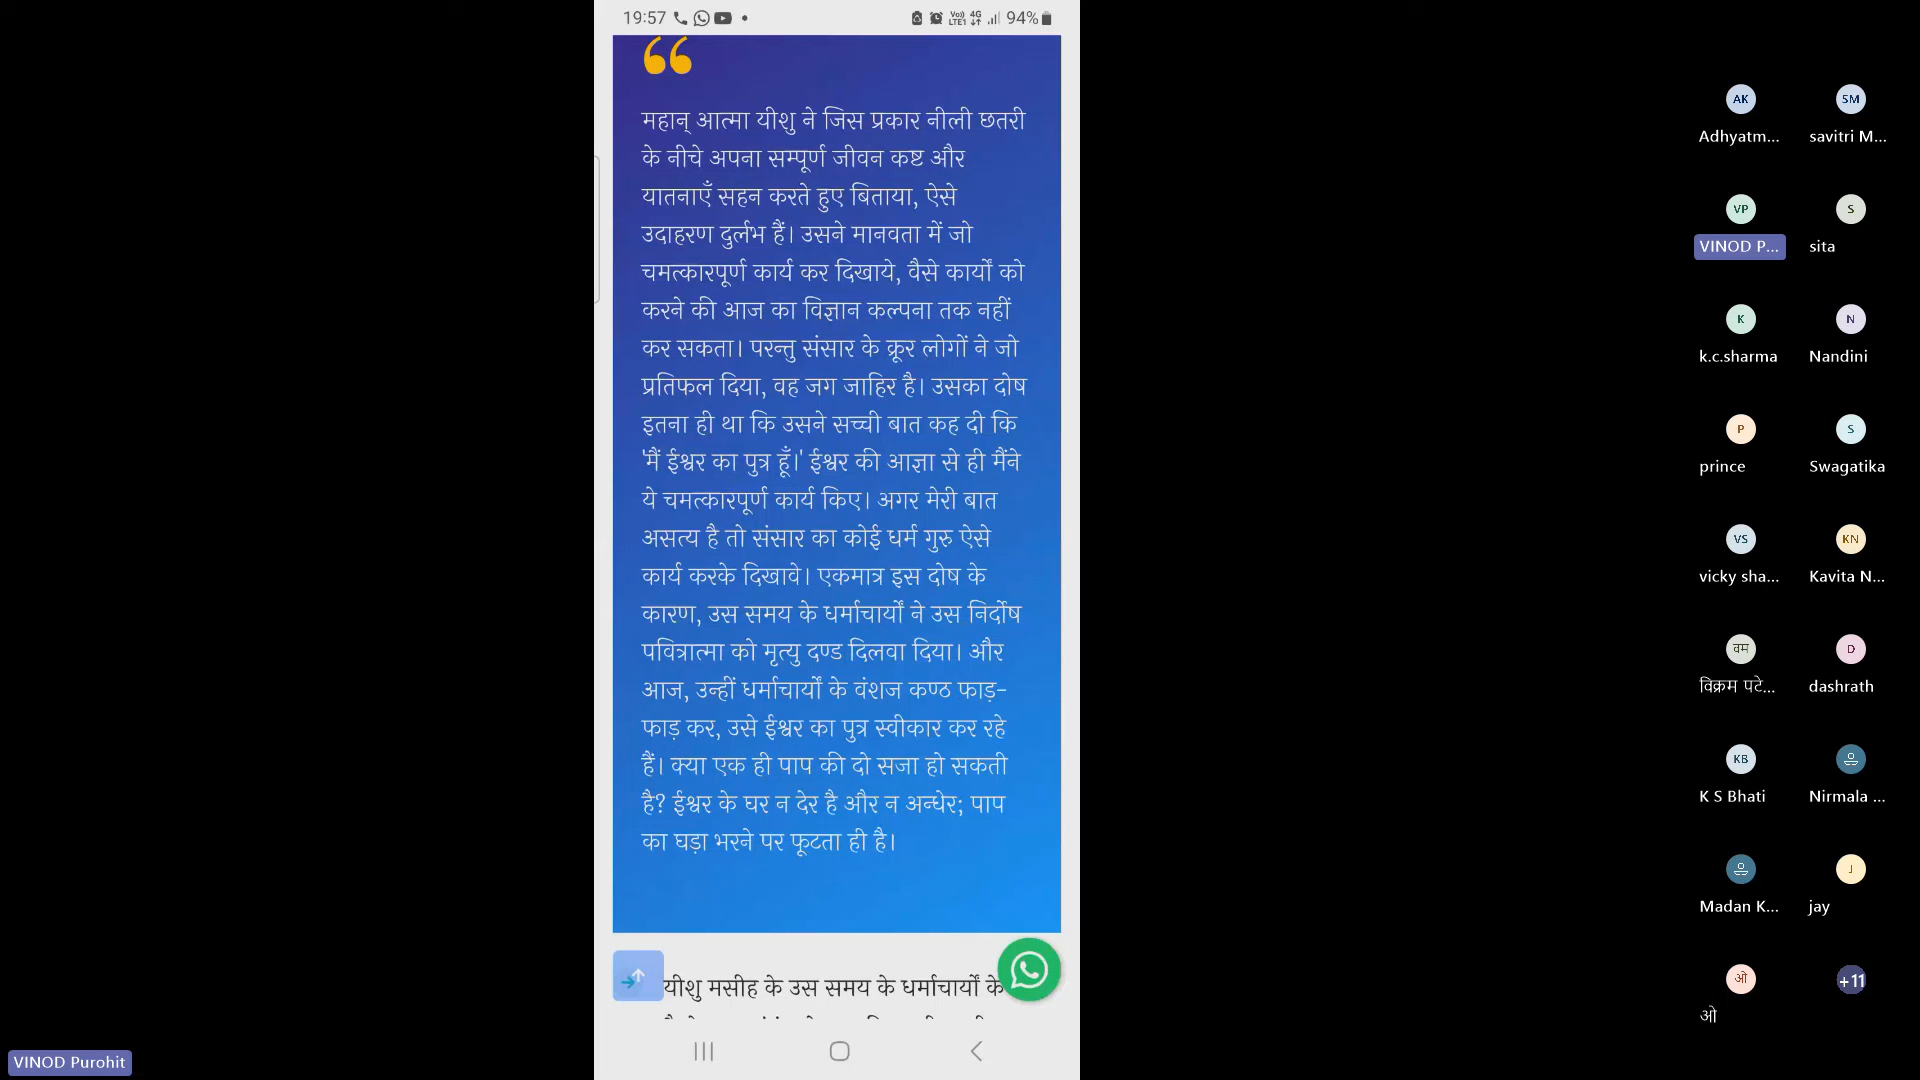 19:57
Vo)) LTE1 4G 94%
“
महान् आत्मा यीशु ने जिस प्रकार नीली छतरी
के नीचे अपना सम्पूर्ण जीवन कष्ट और
यातनाएँ सहन करते हुए बिताया, ऐसे
उदाहरण दुर्लभ हैं। उसने मानवता में जो
चमत्कारपूर्ण कार्य कर दिखाये, वैसे कार्यों को
करने की आज का विज्ञान कल्पना तक नहीं
कर सकता। परन्तु संसार के क्रूर लोगों ने जो
प्रतिफल दिया, वह जग जाहिर है। उसका दोष
इतना ही था कि उसने सच्ची बात कह दी कि
'मैं ईश्वर का पुत्र हूँ।' ईश्वर की आज्ञा से ही मैंने
ये चमत्कारपूर्ण कार्य किए। अगर मेरी बात
असत्य है तो संसार का कोई धर्म गुरु ऐसे
कार्य करके दिखावे। एकमात्र इस दोष के
कारण, उस समय के धर्माचार्यों ने उस निर्दोष
पवित्रात्मा को मृत्यु दण्ड दिलवा दिया। और
आज, उन्हीं धर्माचार्यों के वंशज कण्ठ फाड़-
फाड़ कर, उसे ईश्वर का पुत्र स्वीकार कर रहे
हैं। क्या एक ही पाप की दो सजा हो सकती
है? ईश्वर के घर न देर है और न अन्धेर; पाप
का घड़ा भरने पर फूटता ही है।
यीशु मसीह के उस समय के धर्माचार्यों के
AK
Adhyatm...
SM
savitri M...
VP
VINOD P...
S
sita
K
k.c.sharma
N
Nandini
P
prince
S
Swagatika
VS
vicky sha...
KN
Kavita N...
वम
विक्रम पटे...
D
dashrath
KB
K S Bhati
Nirmala ...
Madan K...
J
jay
ओ
ओ
+11
VINOD Purohit